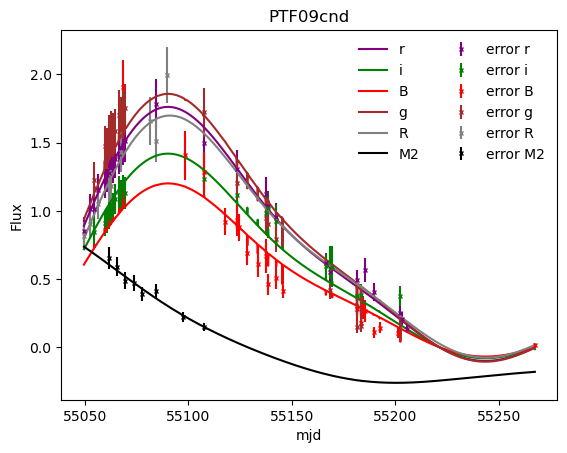 PTF09cnd
Flux
2.0
1.5
1.0
0.5
0.0
55050 55100 55150 55200 55250
mjd
r error r
i error i
B error B
g error g
R error R
M2 error M2